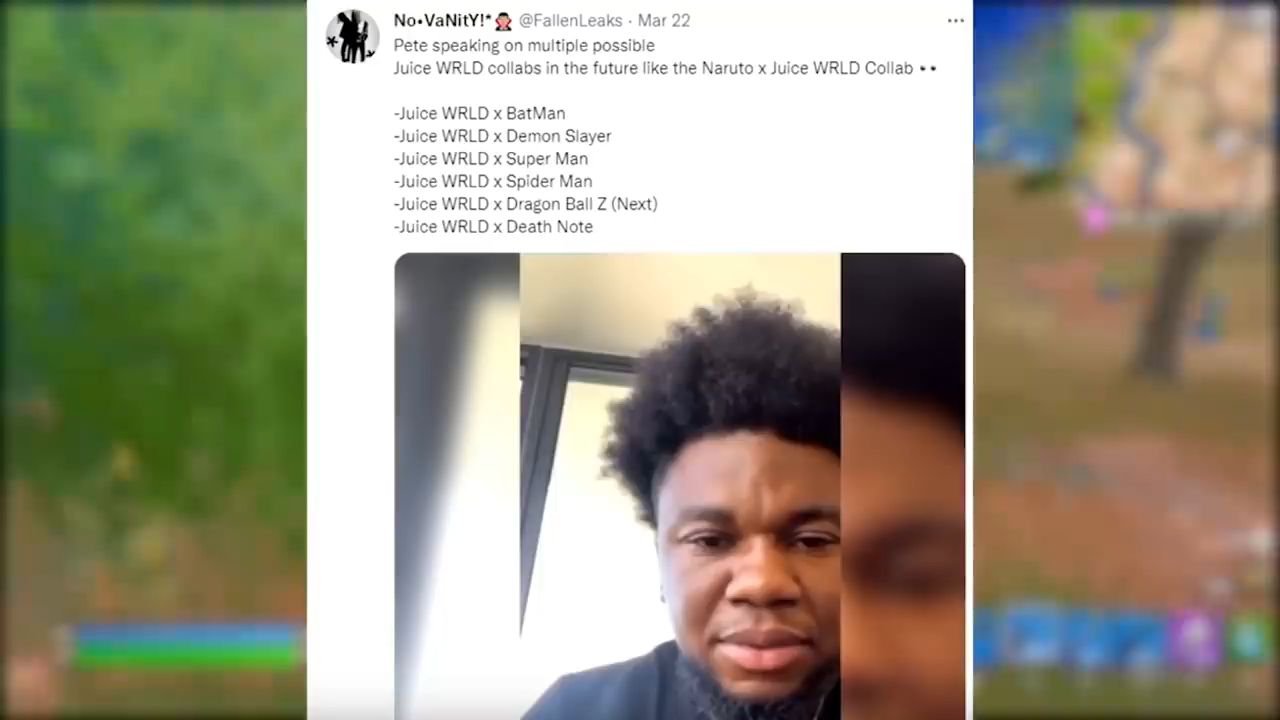 No•VaNitY!* @FallenLeaks · Mar 22
Pete speaking on multiple possible
Juice WRLD collabs in the future like the Naruto x Juice WRLD Collab 👀
-Juice WRLD x BatMan
-Juice WRLD x Demon Slayer
-Juice WRLD x Super Man
-Juice WRLD x Spider Man
-Juice WRLD x Dragon Ball Z (Next)
-Juice WRLD x Death Note